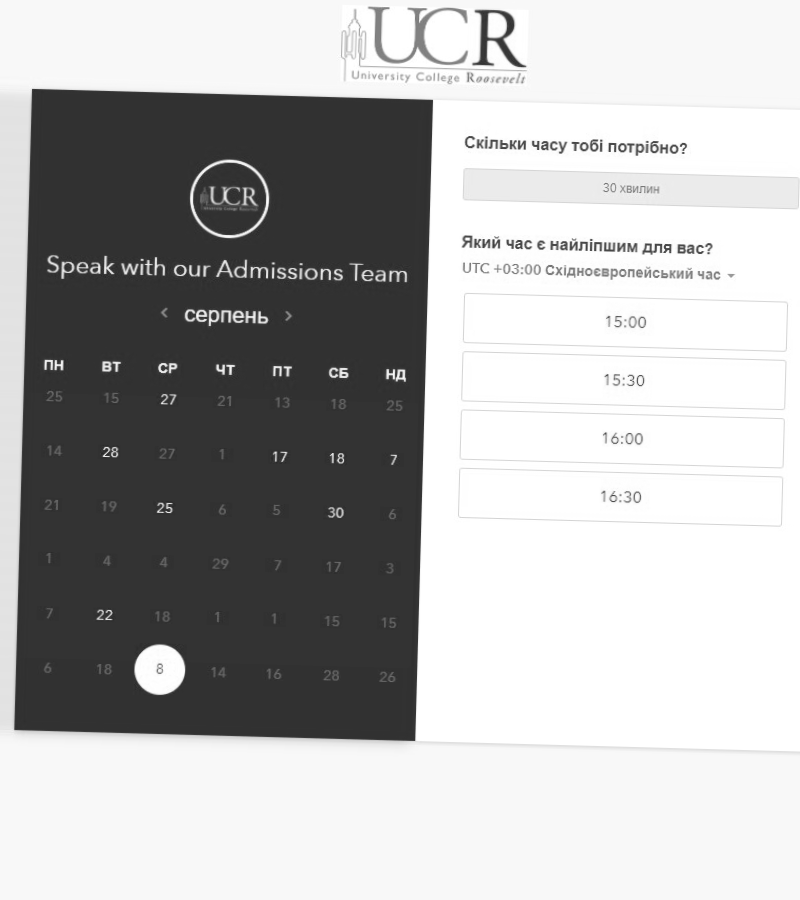 UCR
University College Roosevelt
UCR
Speak with our Admissions Team
серпень
ПН ВТ СР ЧТ ПТ СБ НД
25 15 27 21 13 18 25
14 28 27 1 17 18 7
21 19 25 6 5 30 6
1 4 4 29 7 17 3
7 22 18 1 1 15 15
6 18 8 14 16 28 26
Скільки часу тобі потрібно?
30 хвилин
Який час є найліпшим для вас?
UTC +03:00 Східноєвропейський час
15:00
15:30
16:00
16:30